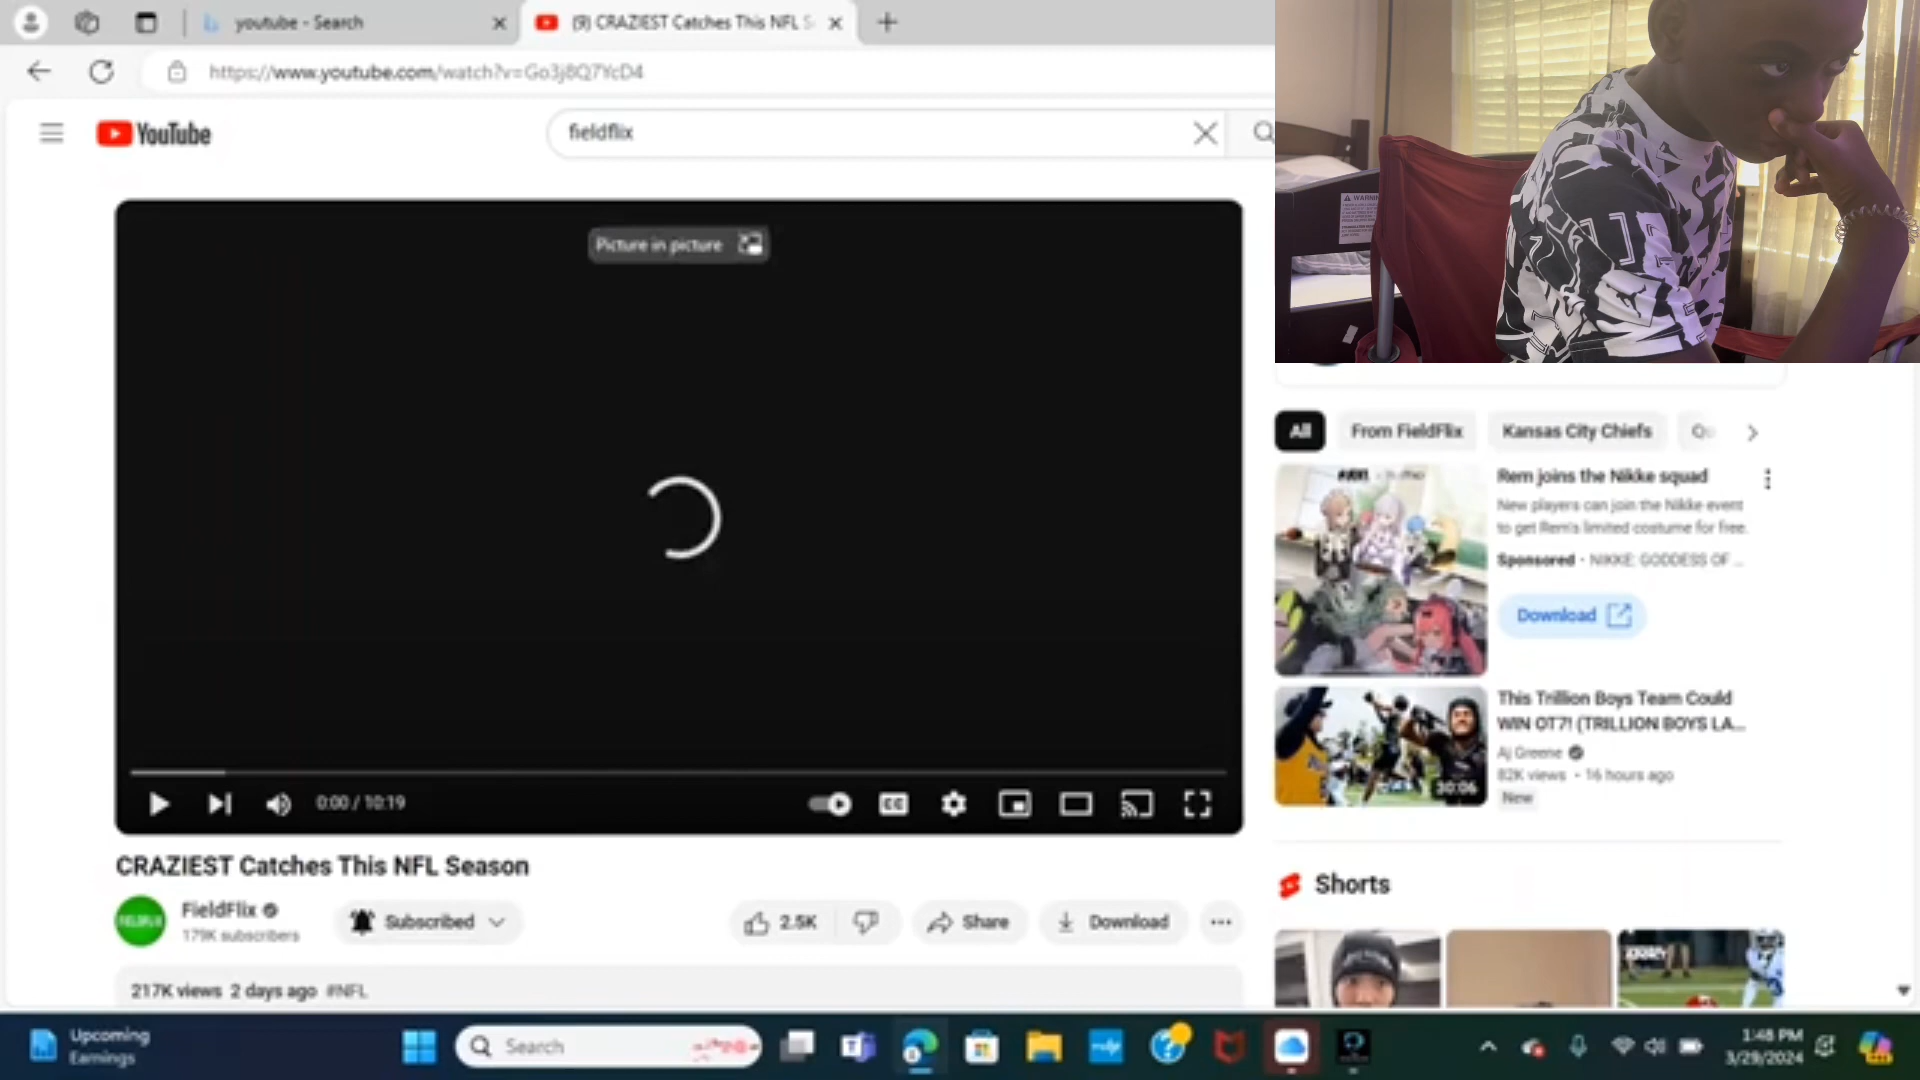 youtube - Search
(9) CRAZIEST Catches This NFL S
https://www.youtube.com/watch?v=Go3j8Q7YcD4
YouTube
fieldflix
Picture in picture
WARNING
All
From FieldFlix
Kansas City Chiefs
Rem joins the Nikke squad
New players can join the Nikke event
to get Rem's limited costume for free.
Sponsored · NIKKE: GODDESS OF ...
Download
This Trillion Boys Team Could
WIN OT7! (TRILLION BOYS LA...
Aj Greene
82K views · 16 hours ago
New
30:06
0:00 / 10:19
CC
CRAZIEST Catches This NFL Season
FieldFlix
179K subscribers
Subscribed
2.5K
Share
Download
217K views 2 days ago #NFL
Shorts
Upcoming
Earnings
Search
1:48 PM
3/29/2024